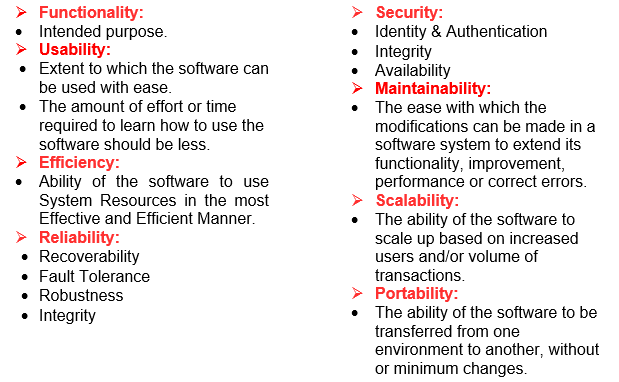 ➢ Functionality:
• Intended purpose.
➢ Usability:
• Extent to which the software can
be used with ease.
• The amount of effort or time
required to learn how to use the
software should be less.
➢ Efficiency:
• Ability of the software to use
System Resources in the most
Effective and Efficient Manner.
➢ Reliability:
• Recoverability
• Fault Tolerance
• Robustness
• Integrity
➢ Security:
• Identity & Authentication
• Integrity
• Availability
➢ Maintainability:
• The ease with which the
modifications can be made in a
software system to extend its
functionality, improvement,
performance or correct errors.
➢ Scalability:
• The ability of the software to
scale up based on increased
users and/or volume of
transactions.
➢ Portability:
• The ability of the software to be
transferred from one
environment to another, without
or minimum changes.